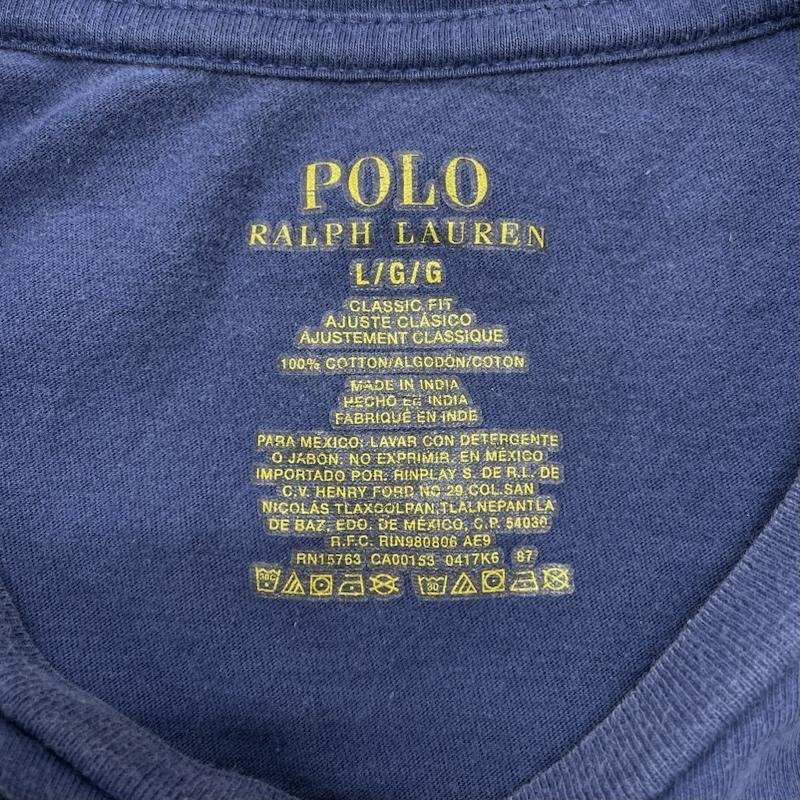 POLO
RALPH LAUREN
L/G/G
CLASSIC FIT
AJUSTE CLÁSICO
AJUSTEMENT CLASSIQUE
100% COTTON/ALGODÓN/COTON
MADE IN INDIA
HECHO EN INDIA
FABRIQUÉ EN INDE
PARA MEXICO: LAVAR CON DETERGENTE
O JABÓN. NO EXPRIMIR. EN MÉXICO
IMPORTADO POR: RINPLAY S. DE R.L. DE
C.V. HENRY FORD NO 29 COL.SAN
NICOLÁS TLAXCOLPAN,TLALNEPANTLA
DE BAZ, EDO. DE MÉXICO, C.P. 54030
R.F.C. RIN980806 AE9
RN15763 CA00153 0417K6 87
30C 30